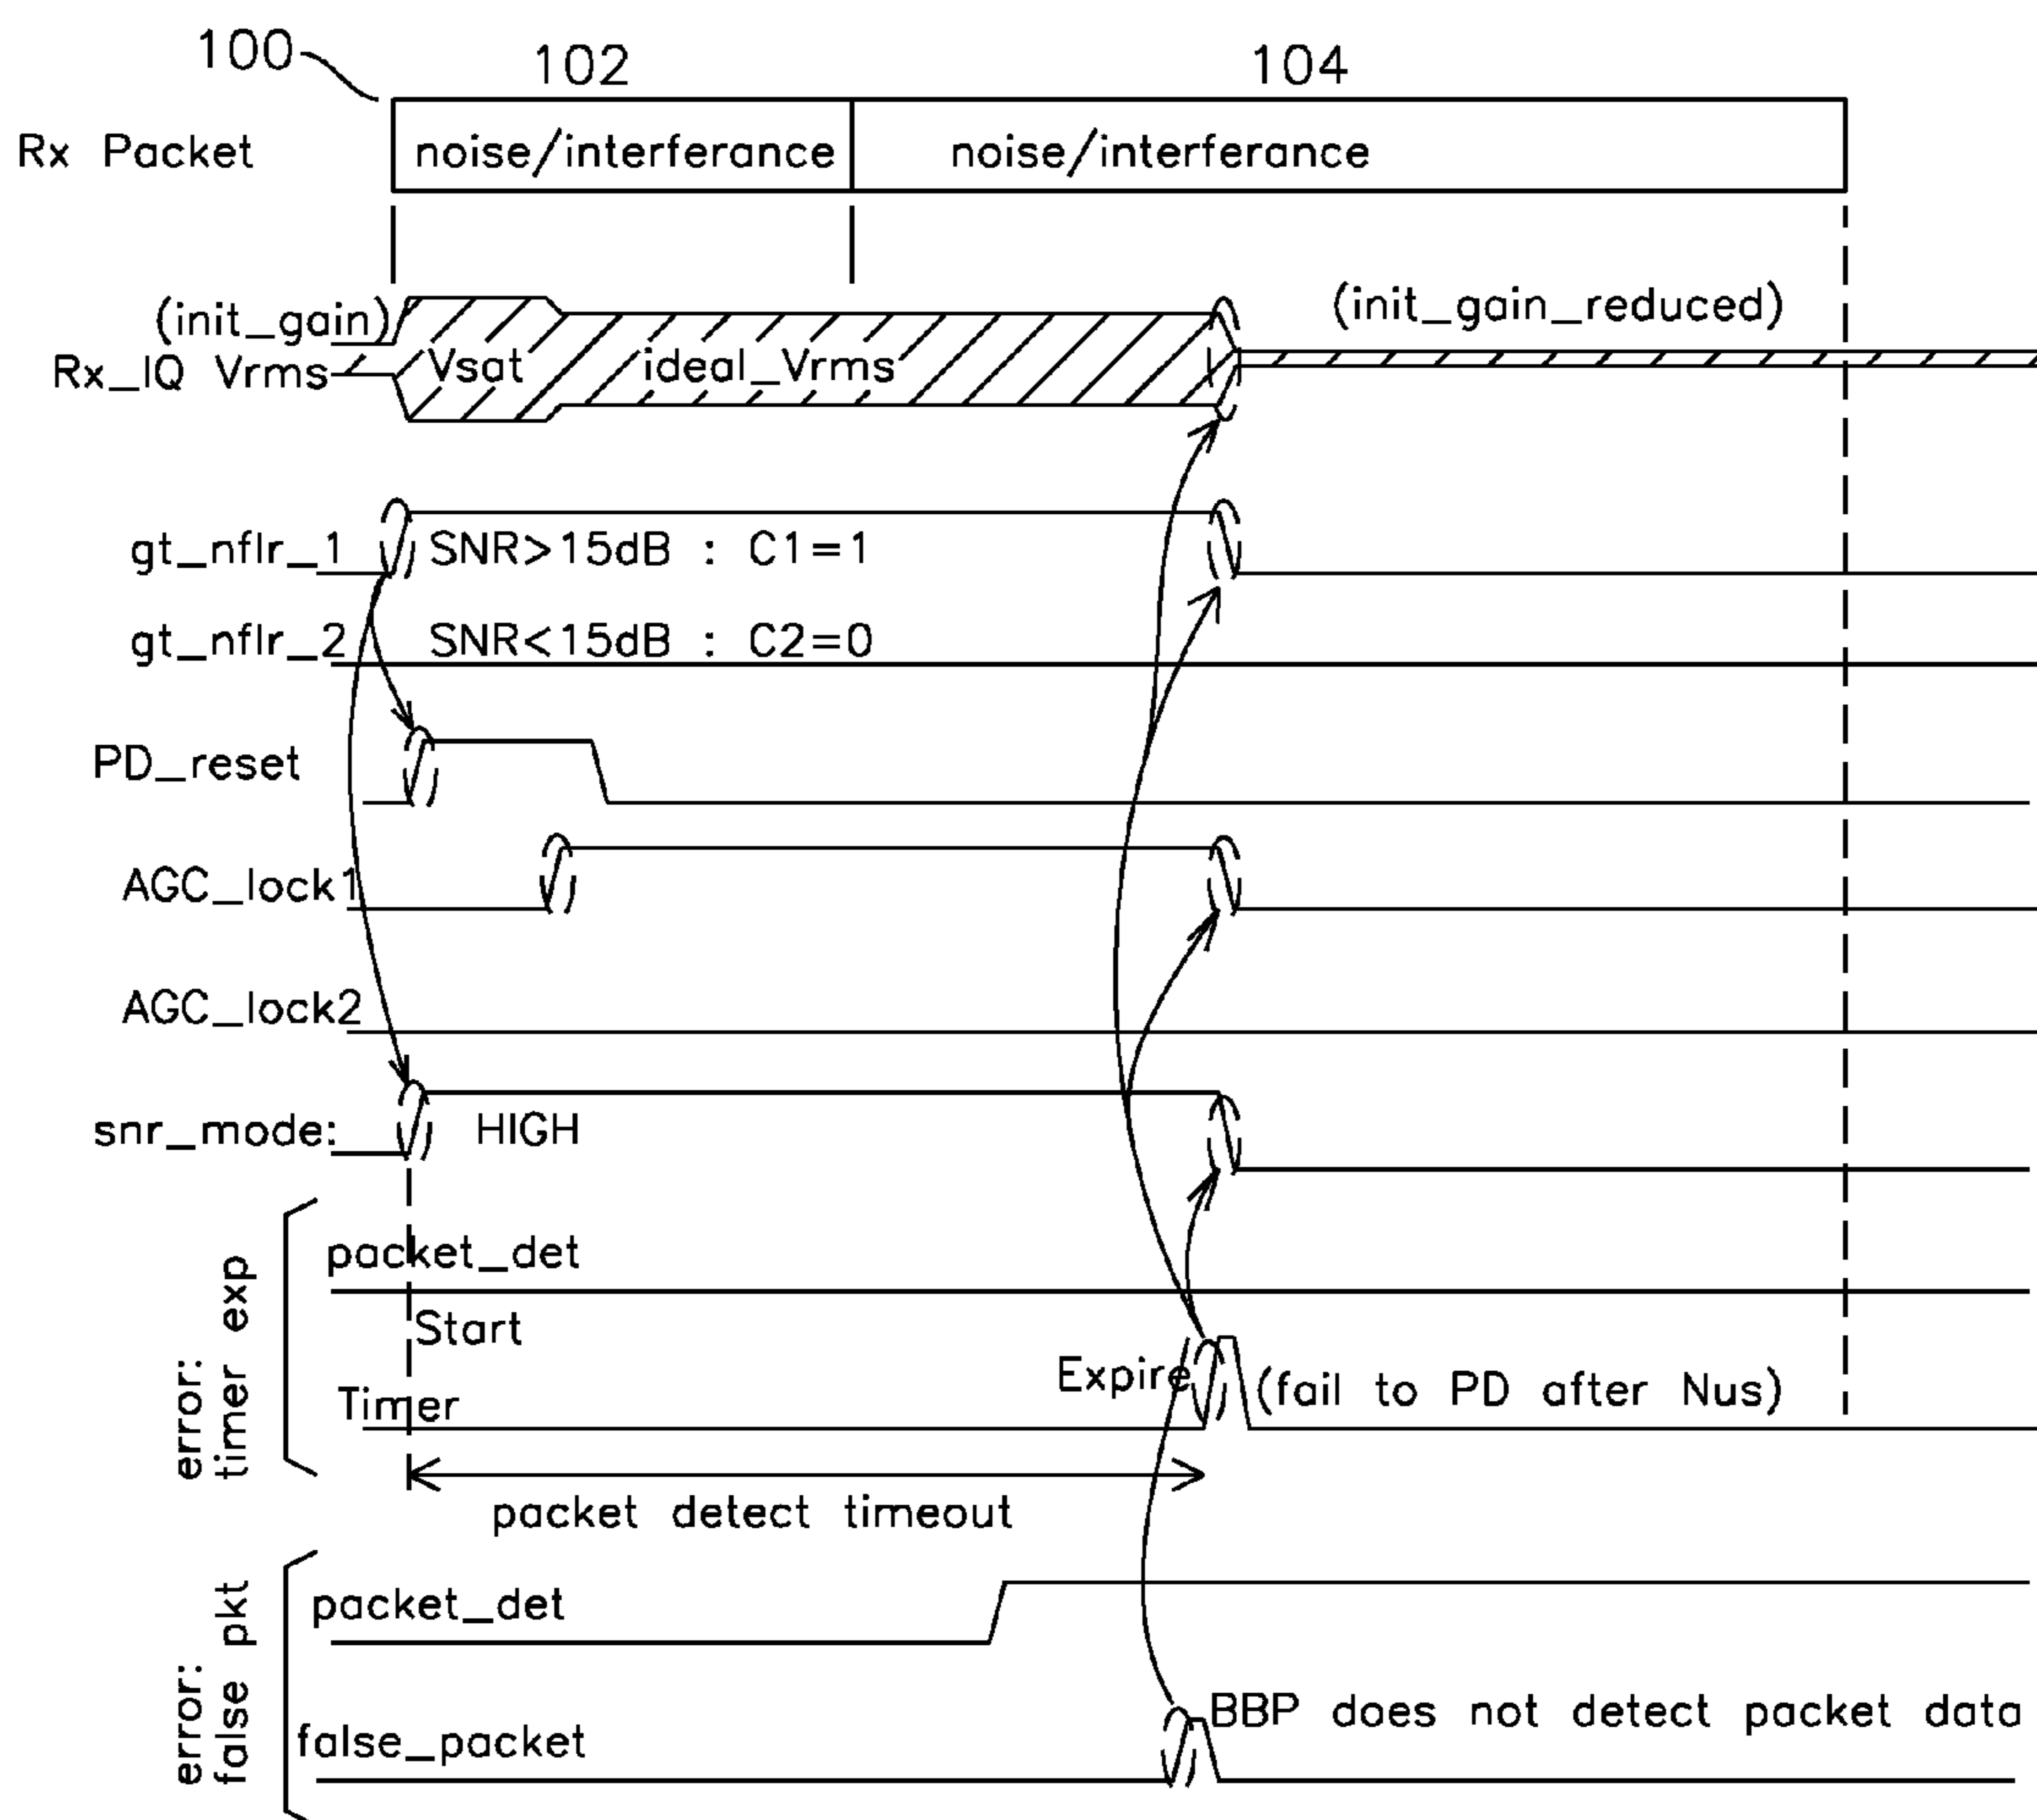 100
102
104
Rx Packet
noise/interferance
noise/interferance
(init_gain)
(init_gain_reduced)
Rx_IQ Vrms
Vsat
ideal_Vrms
gt_nflr_1
SNR>15dB : C1=1
gt_nflr_2
SNR<15dB : C2=0
PD_reset
AGC_lock1
AGC_lock2
snr_mode:
HIGH
error:
timer exp
packet_det
Start
Timer
Expire
(fail to PD after Nus)
packet detect timeout
error:
false pkt
packet_det
false_packet
BBP does not detect packet data